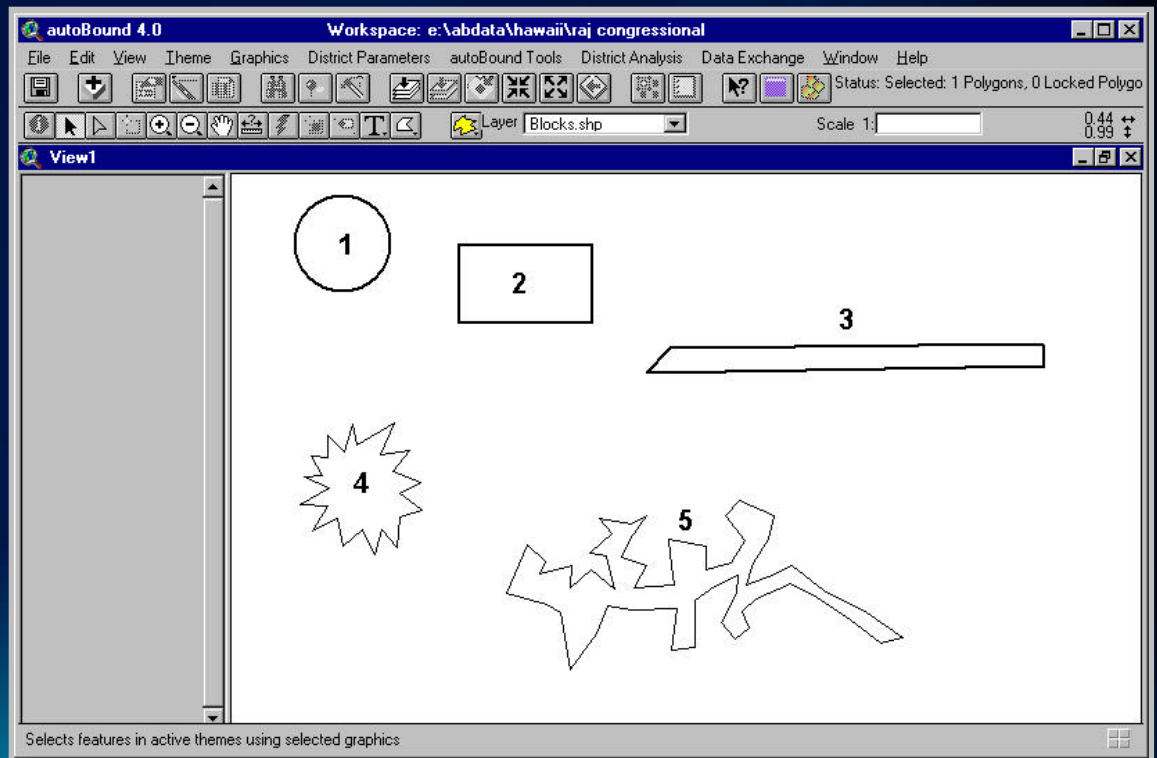 autoBound 4.0 Workspace: e:\abdata\hawaii\raj congressional
File Edit View Theme Graphics District Parameters autoBound Tools District Analysis Data Exchange Window Help
Status: Selected: 1 Polygons, 0 Locked Polygo
T Layer Blocks.shp Scale 1: 0.44
0.99
View1
1
2
3
4
5
Selects features in active themes using selected graphics